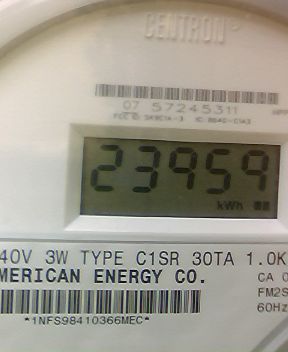 CENTRON
07 57245311
23959
kWh
40V 3W TYPE C1SR 30TA 1.0K
MERICAN ENERGY CO.
CA 0
FM2S
60Hz
*1NFS98410366MEC*